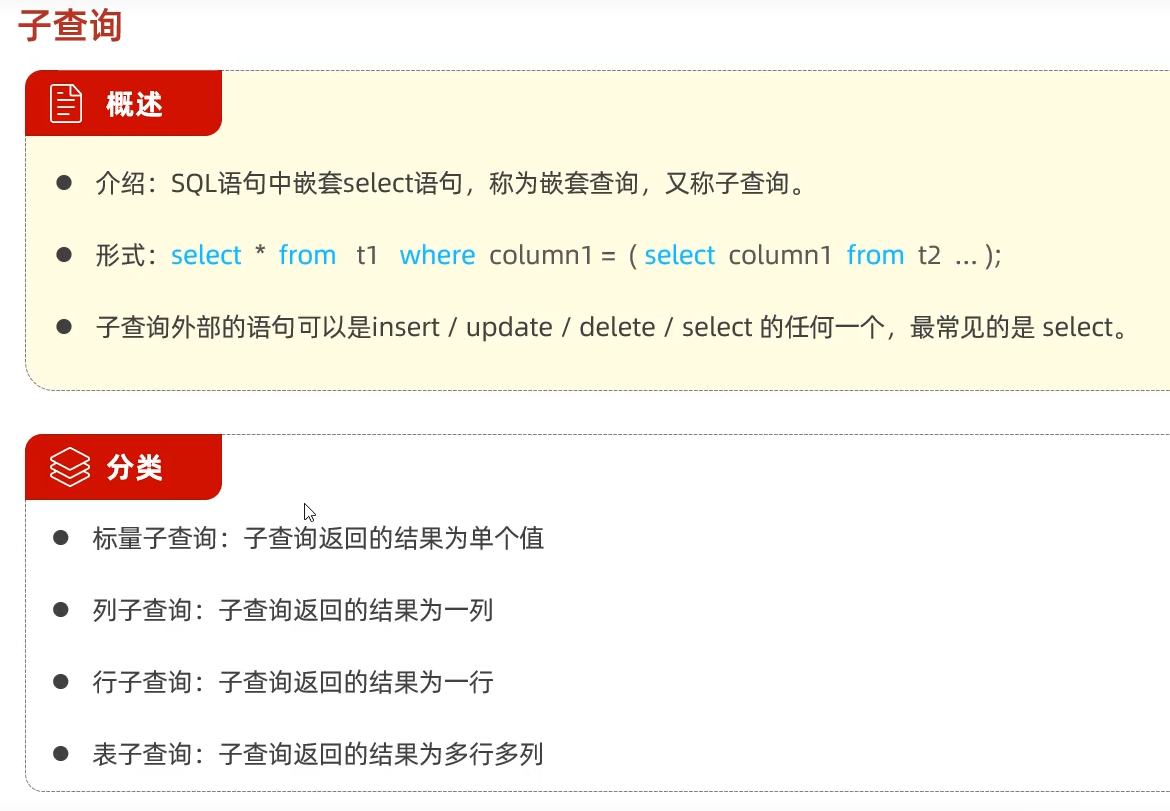 子查询
概述
介绍：SQL语句中嵌套select语句，称为嵌套查询，又称子查询。
形式：select * from t1 where column1 = ( select column1 from t2 … );
子查询外部的语句可以是insert / update / delete / select 的任何一个，最常见的是 select。
分类
标量子查询：子查询返回的结果为单个值
列子查询：子查询返回的结果为一列
行子查询：子查询返回的结果为一行
表子查询：子查询返回的结果为多行多列